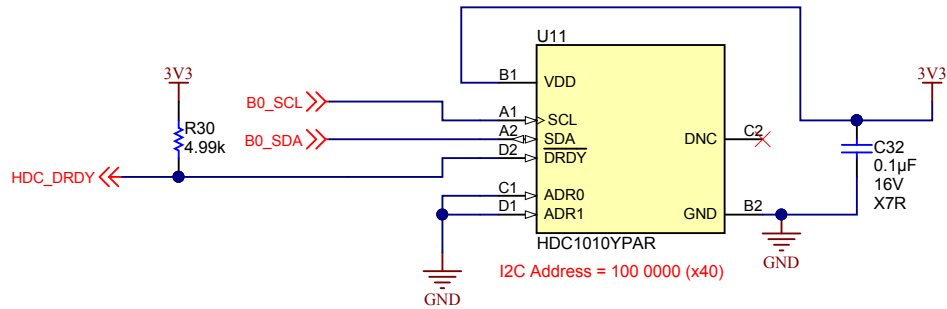 U11
3V3
3V3
B1
VDD
B0_SCL
R30
4.99k
A1
SCL
B0_SDA
A2
SDA
DNC
C2
C32
0.1µF
16V
X7R
D2
DRDY
HDC_DRDY
C1
ADR0
D1
ADR1
GND
B2
HDC1010YPAR
GND
I2C Address = 100 0000 (x40)
GND